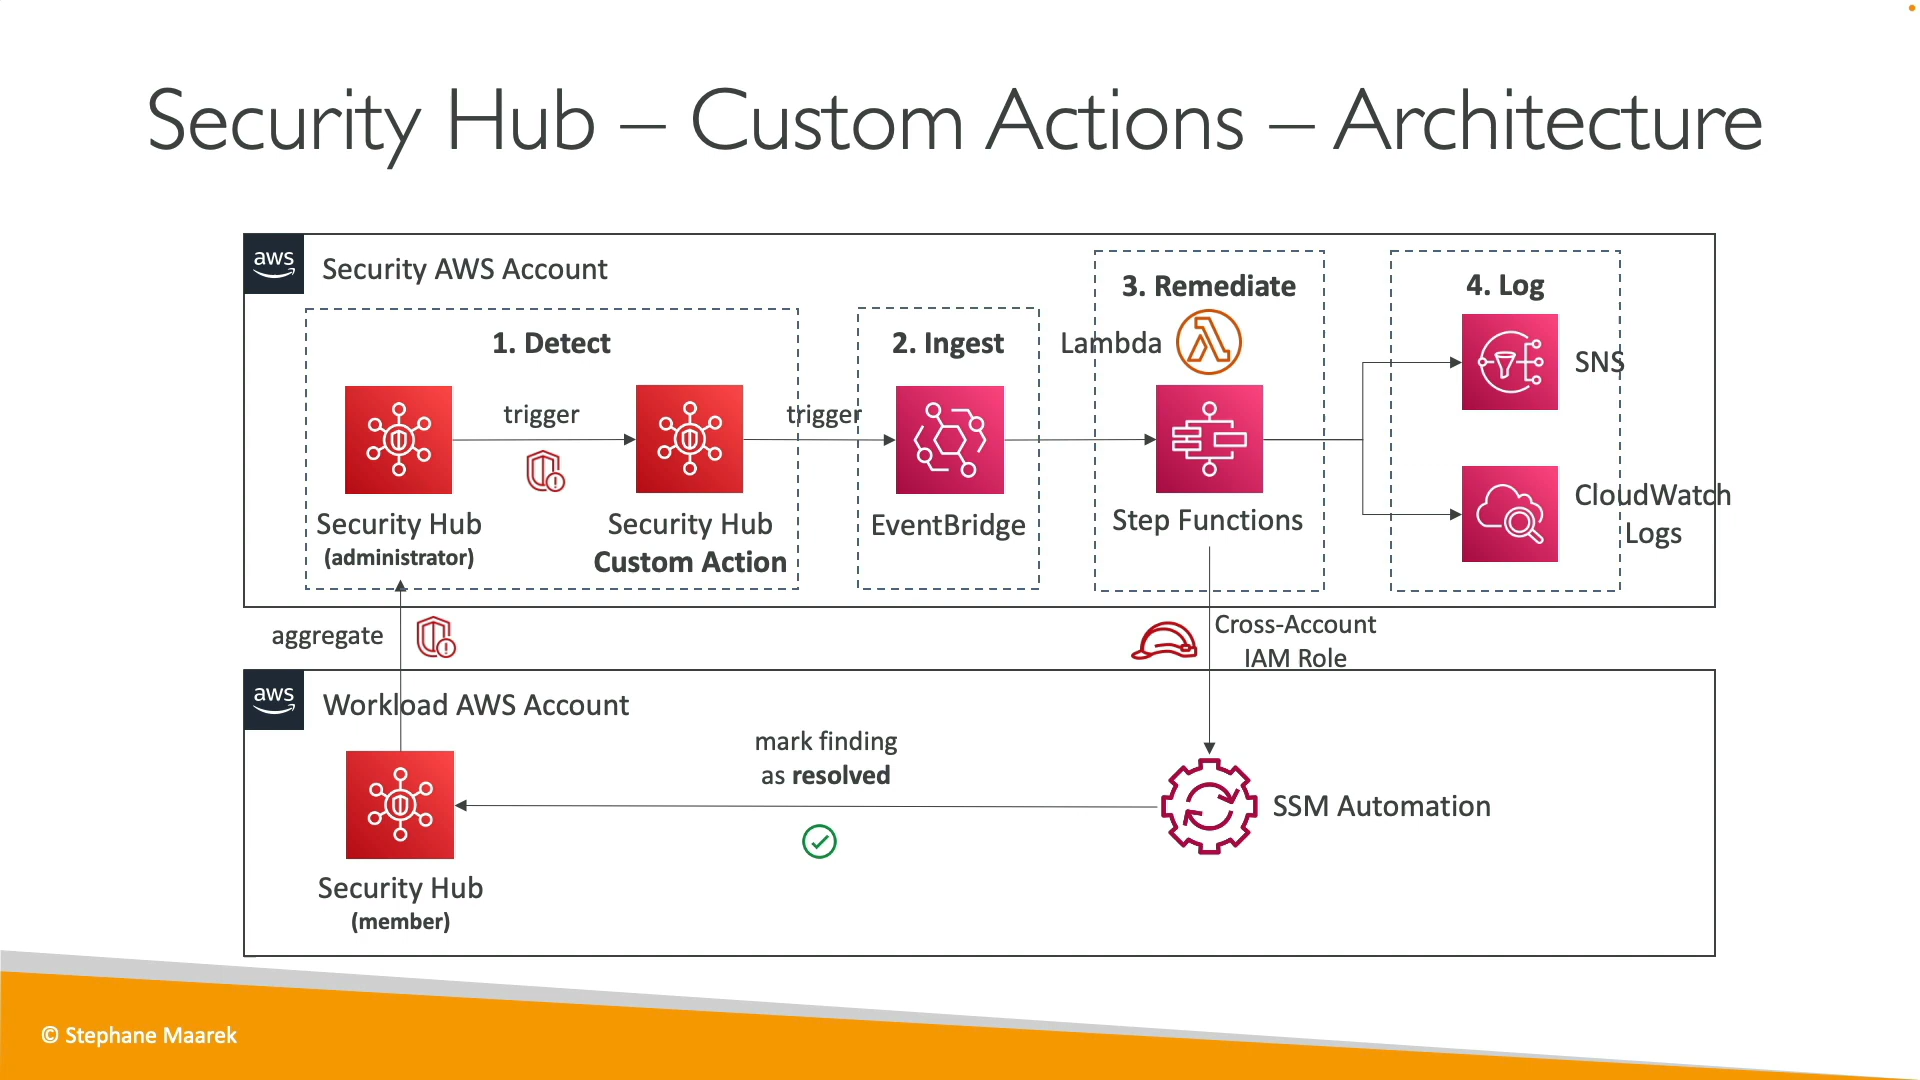 Security Hub – Custom Actions – Architecture
aws
Security AWS Account
1. Detect
trigger
Security Hub
(administrator)
Security Hub
Custom Action
trigger
2. Ingest
EventBridge
3. Remediate
Lambda
Step Functions
4. Log
SNS
CloudWatch
Logs
aggregate
Cross-Account
IAM Role
aws
Workload AWS Account
mark finding
as resolved
SSM Automation
Security Hub
(member)
© Stephane Maarek